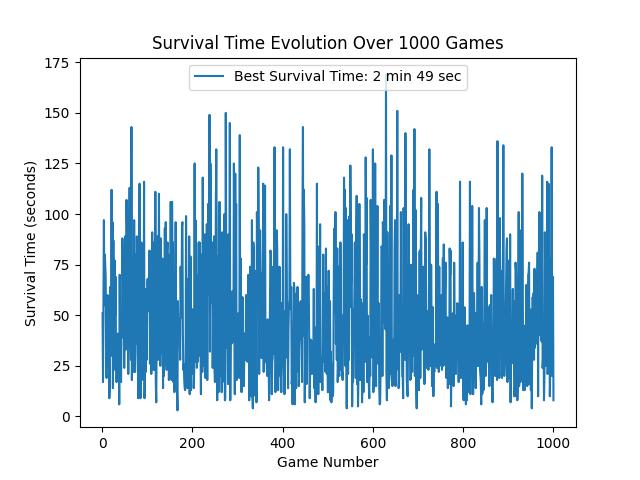 Survival Time Evolution Over 1000 Games
Best Survival Time: 2 min 49 sec
Survival Time (seconds)
175
150
125
100
75
50
25
0
0 200 400 600 800 1000
Game Number